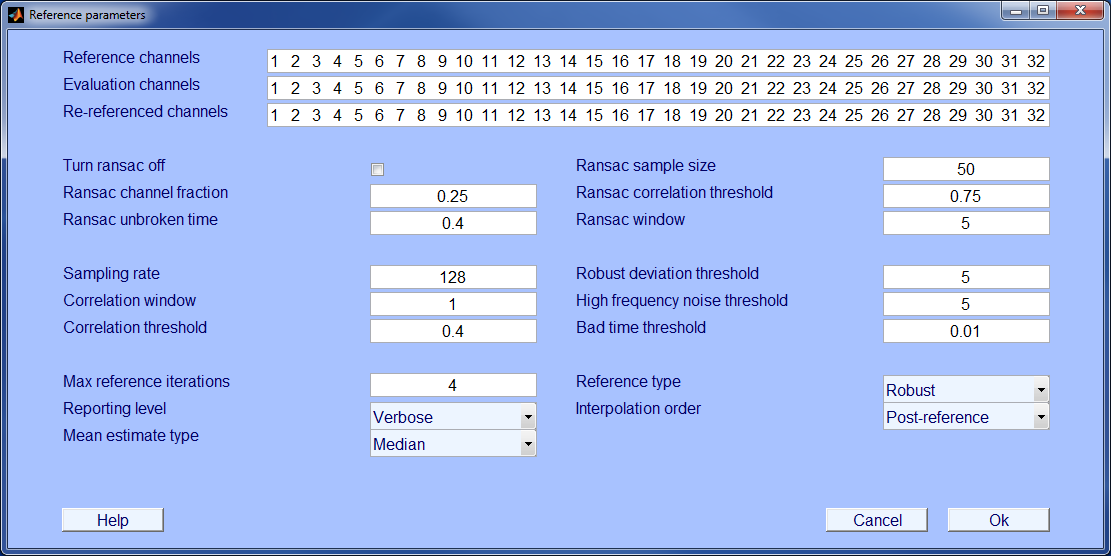 Reference parameters
Reference channels 1 2 3 4 5 6 7 8 9 10 11 12 13 14 15 16 17 18 19 20 21 22 23 24 25 26 27 28 29 30 31 32
Evaluation channels 1 2 3 4 5 6 7 8 9 10 11 12 13 14 15 16 17 18 19 20 21 22 23 24 25 26 27 28 29 30 31 32
Re-referenced channels 1 2 3 4 5 6 7 8 9 10 11 12 13 14 15 16 17 18 19 20 21 22 23 24 25 26 27 28 29 30 31 32
Turn ransac off Ransac sample size 50
Ransac channel fraction 0.25 Ransac correlation threshold 0.75
Ransac unbroken time 0.4 Ransac window 5
Sampling rate 128 Robust deviation threshold 5
Correlation window 1 High frequency noise threshold 5
Correlation threshold 0.4 Bad time threshold 0.01
Max reference iterations 4 Reference type Robust
Reporting level Verbose Interpolation order Post-reference
Mean estimate type Median
Help Cancel Ok